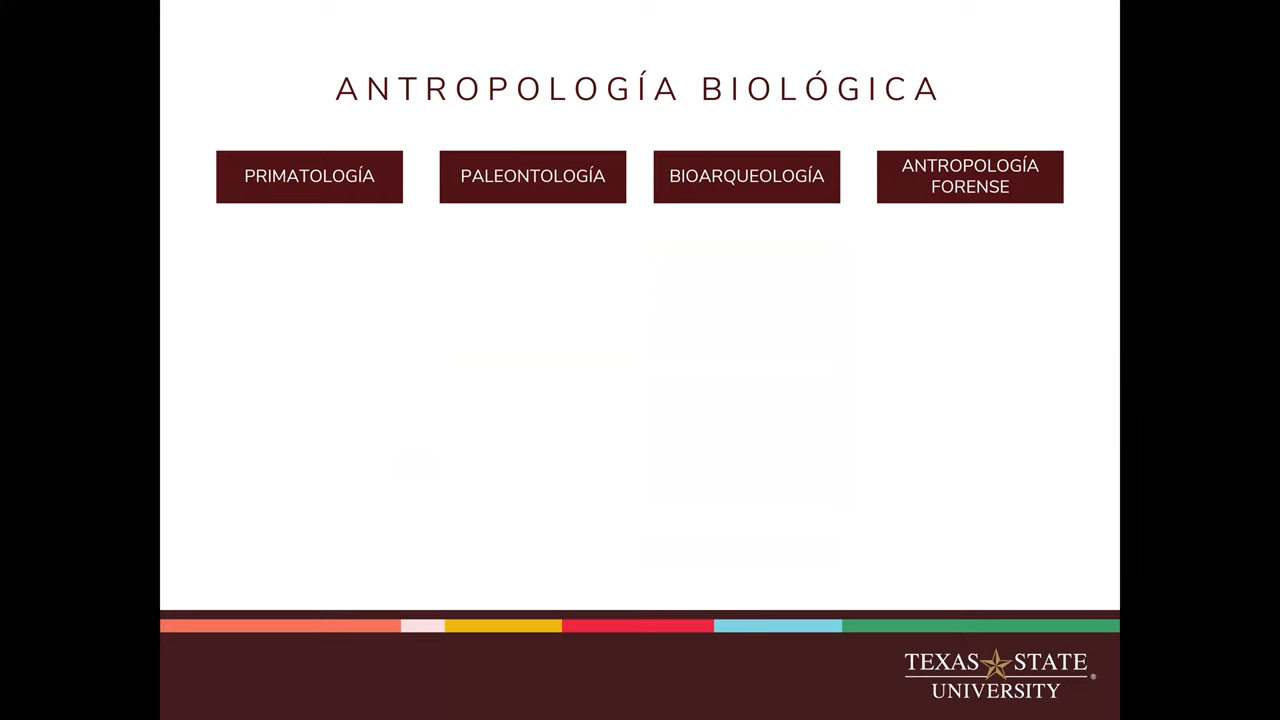 ANTROPOLOGÍA BIOLÓGICA
PRIMATOLOGÍA
PALEONTOLOGÍA
BIOARQUEOLOGÍA
ANTROPOLOGÍA
FORENSE
TEXAS STATE
UNIVERSITY
®